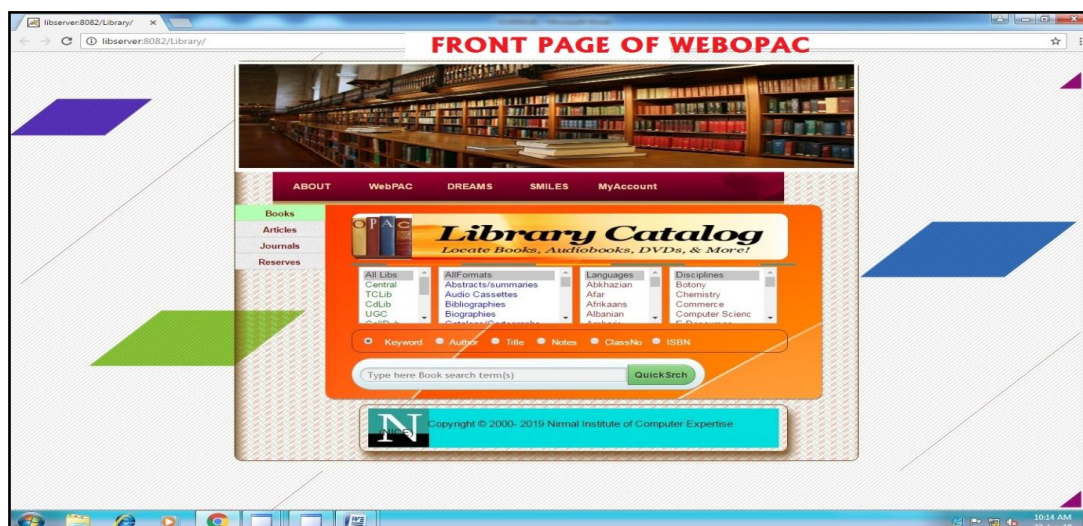 libserver:8082/Library/
libserver:8082/Library/
FRONT PAGE OF WEBOPAC
ABOUT WebPAC DREAMS SMILES MyAccount
Books
Articles
Journals
Reserves
OPAC
Library Catalog
Locate Books, Audiobooks, DVDs, & More!
All Libs
Central
TCLib
CdLib
UGC
AllFormats
Abstracts/summaries
Audio Cassettes
Bibliographies
Biographies
Languages
Abkhazian
Afar
Afrikaans
Albanian
Disciplines
Botony
Chemistry
Commerce
Computer Scienc
Keyword Author Title Notes ClassNo ISBN
Type here Book search term(s) QuickSrch
N
Copyright © 2000- 2019 Nirmal Institute of Computer Expertise
10:14 AM